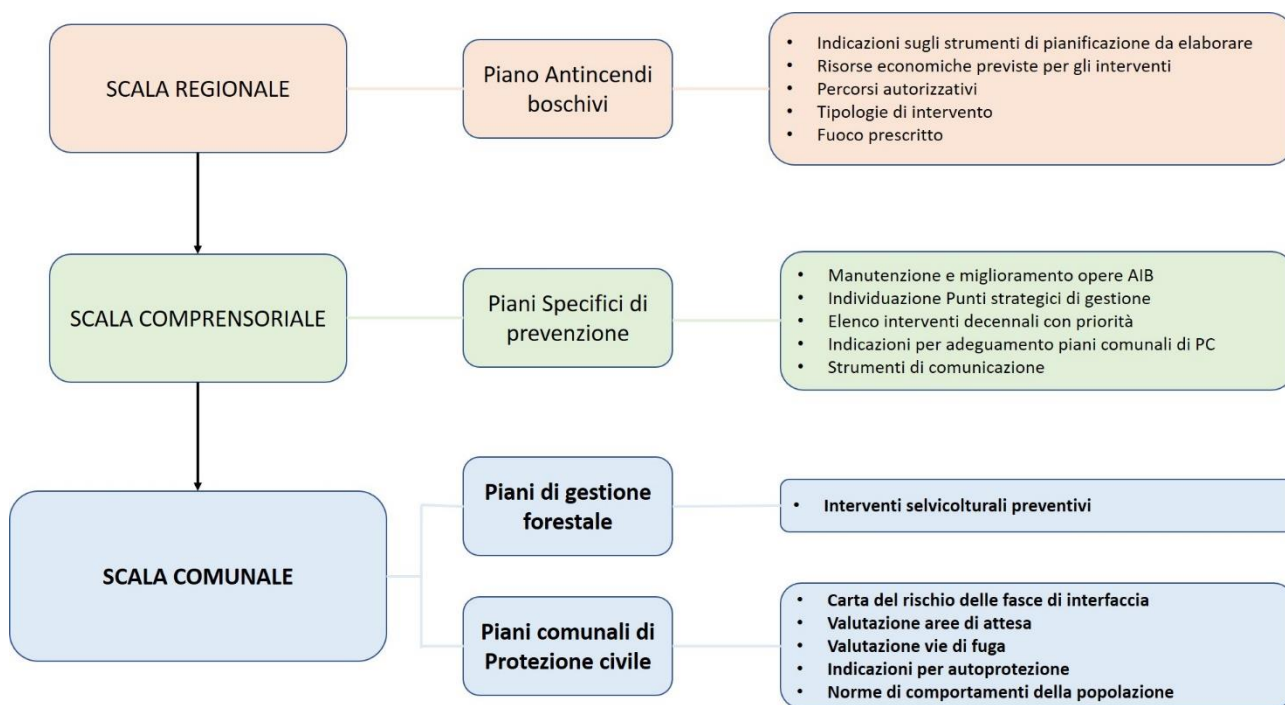 SCALA REGIONALE
Piano Antincendi
boschivi
• Indicazioni sugli strumenti di pianificazione da elaborare
• Risorse economiche previste per gli interventi
• Percorsi autorizzativi
• Tipologie di intervento
• Fuoco prescritto
SCALA COMPRENSORIALE
Piani Specifici di
prevenzione
• Manutenzione e miglioramento opere AIB
• Individuazione Punti strategici di gestione
• Elenco interventi decennali con priorità
• Indicazioni per adeguamento piani comunali di PC
• Strumenti di comunicazione
SCALA COMUNALE
Piani di gestione
forestale
• Interventi selvicolturali preventivi
Piani comunali di
Protezione civile
• Carta del rischio delle fasce di interfaccia
• Valutazione aree di attesa
• Valutazione vie di fuga
• Indicazioni per autoprotezione
• Norme di comportamenti della popolazione